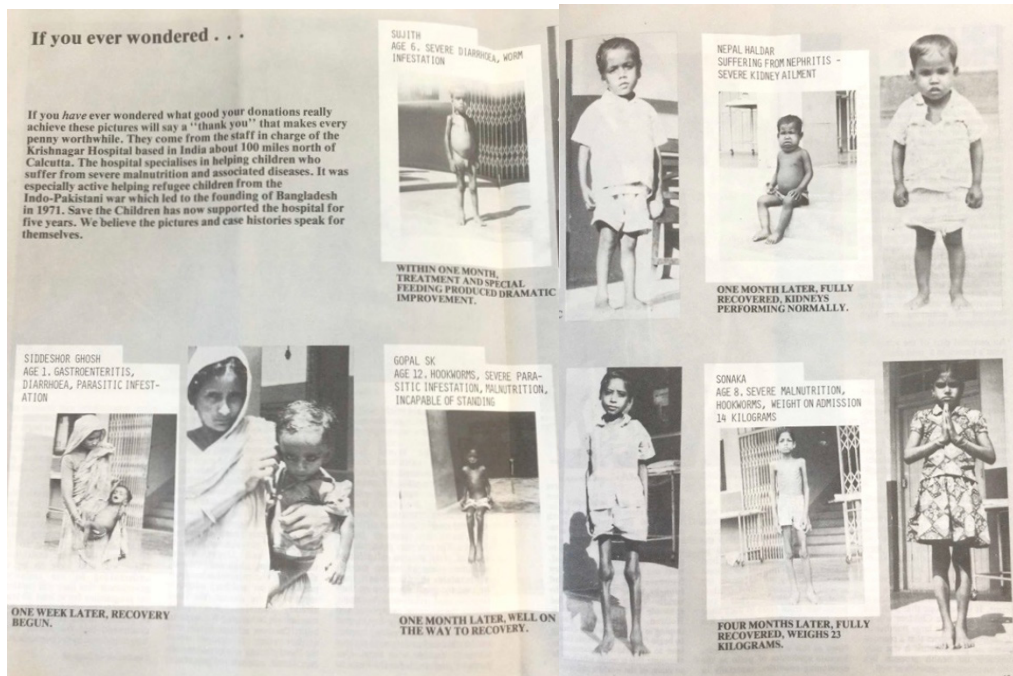 If you ever wondered . . .
If you have ever wondered what good your donations really
achieve these pictures will say a "thank you" that makes every
penny worthwhile. They come from the staff in charge of the
Krishnagar Hospital based in India about 100 miles north of
Calcutta. The hospital specialises in helping children who
suffer from severe malnutrition and associated diseases. It was
especially active helping refugee children from the
Indo-Pakistani war which led to the founding of Bangladesh
in 1971. Save the Children has now supported the hospital for
five years. We believe the pictures and case histories speak for
themselves.
SUJITH
AGE 6. SEVERE DIARRHOEA, WORM
INFESTATION
WITHIN ONE MONTH,
TREATMENT AND SPECIAL
FEEDING PRODUCED DRAMATIC
IMPROVEMENT.
NEPAL HALDAR
SUFFERING FROM NEPHRITIS -
SEVERE KIDNEY AILMENT
ONE MONTH LATER, FULLY
RECOVERED, KIDNEYS
PERFORMING NORMALLY.
SIDDESHOR GHOSH
AGE 1. GASTROENTERITIS,
DIARRHOEA, PARASITIC INFEST-
ATION
ONE WEEK LATER, RECOVERY
BEGUN.
GOPAL SK
AGE 12. HOOKWORMS, SEVERE PARA-
SITIC INFESTATION, MALNUTRITION,
INCAPABLE OF STANDING
ONE MONTH LATER, WELL ON
THE WAY TO RECOVERY.
SONAKA
AGE 8. SEVERE MALNUTRITION,
HOOKWORMS, WEIGHT ON ADMISSION
14 KILOGRAMS
FOUR MONTHS LATER, FULLY
RECOVERED, WEIGHS 23
KILOGRAMS.